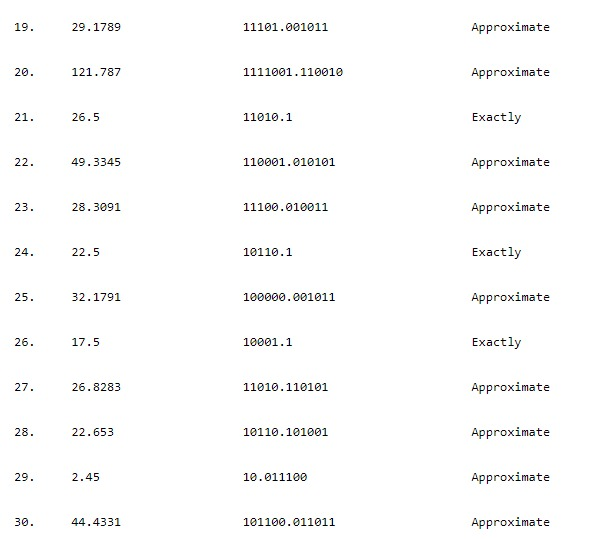 19. 29.1789 11101.001011 Approximate
20. 121.787 1111001.110010 Approximate
21. 26.5 11010.1 Exactly
22. 49.3345 110001.010101 Approximate
23. 28.3091 11100.010011 Approximate
24. 22.5 10110.1 Exactly
25. 32.1791 100000.001011 Approximate
26. 17.5 10001.1 Exactly
27. 26.8283 11010.110101 Approximate
28. 22.653 10110.101001 Approximate
29. 2.45 10.011100 Approximate
30. 44.4331 101100.011011 Approximate